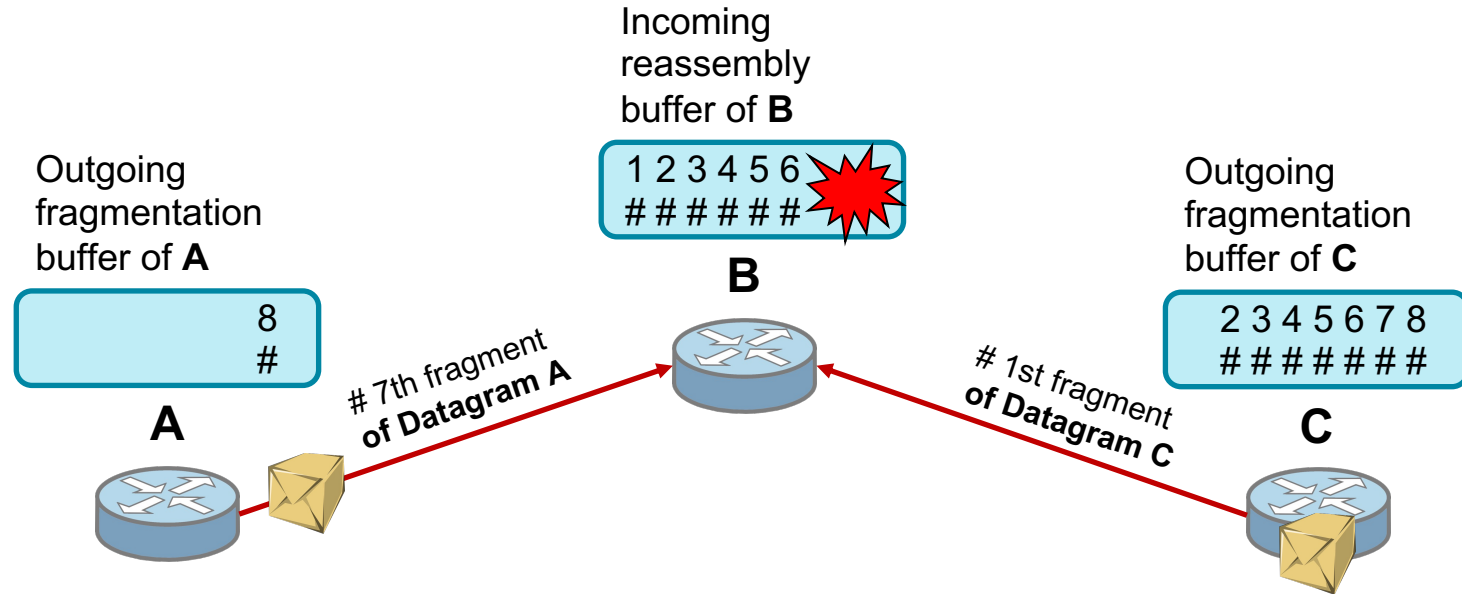 Incoming
reassembly
buffer of B
1 2 3 4 5 6
# # # # # #
B
Outgoing
fragmentation
buffer of A
8
#
A
# 7th fragment
of Datagram A
# 1st fragment
of Datagram C
Outgoing
fragmentation
buffer of C
2 3 4 5 6 7 8
# # # # # # #
C